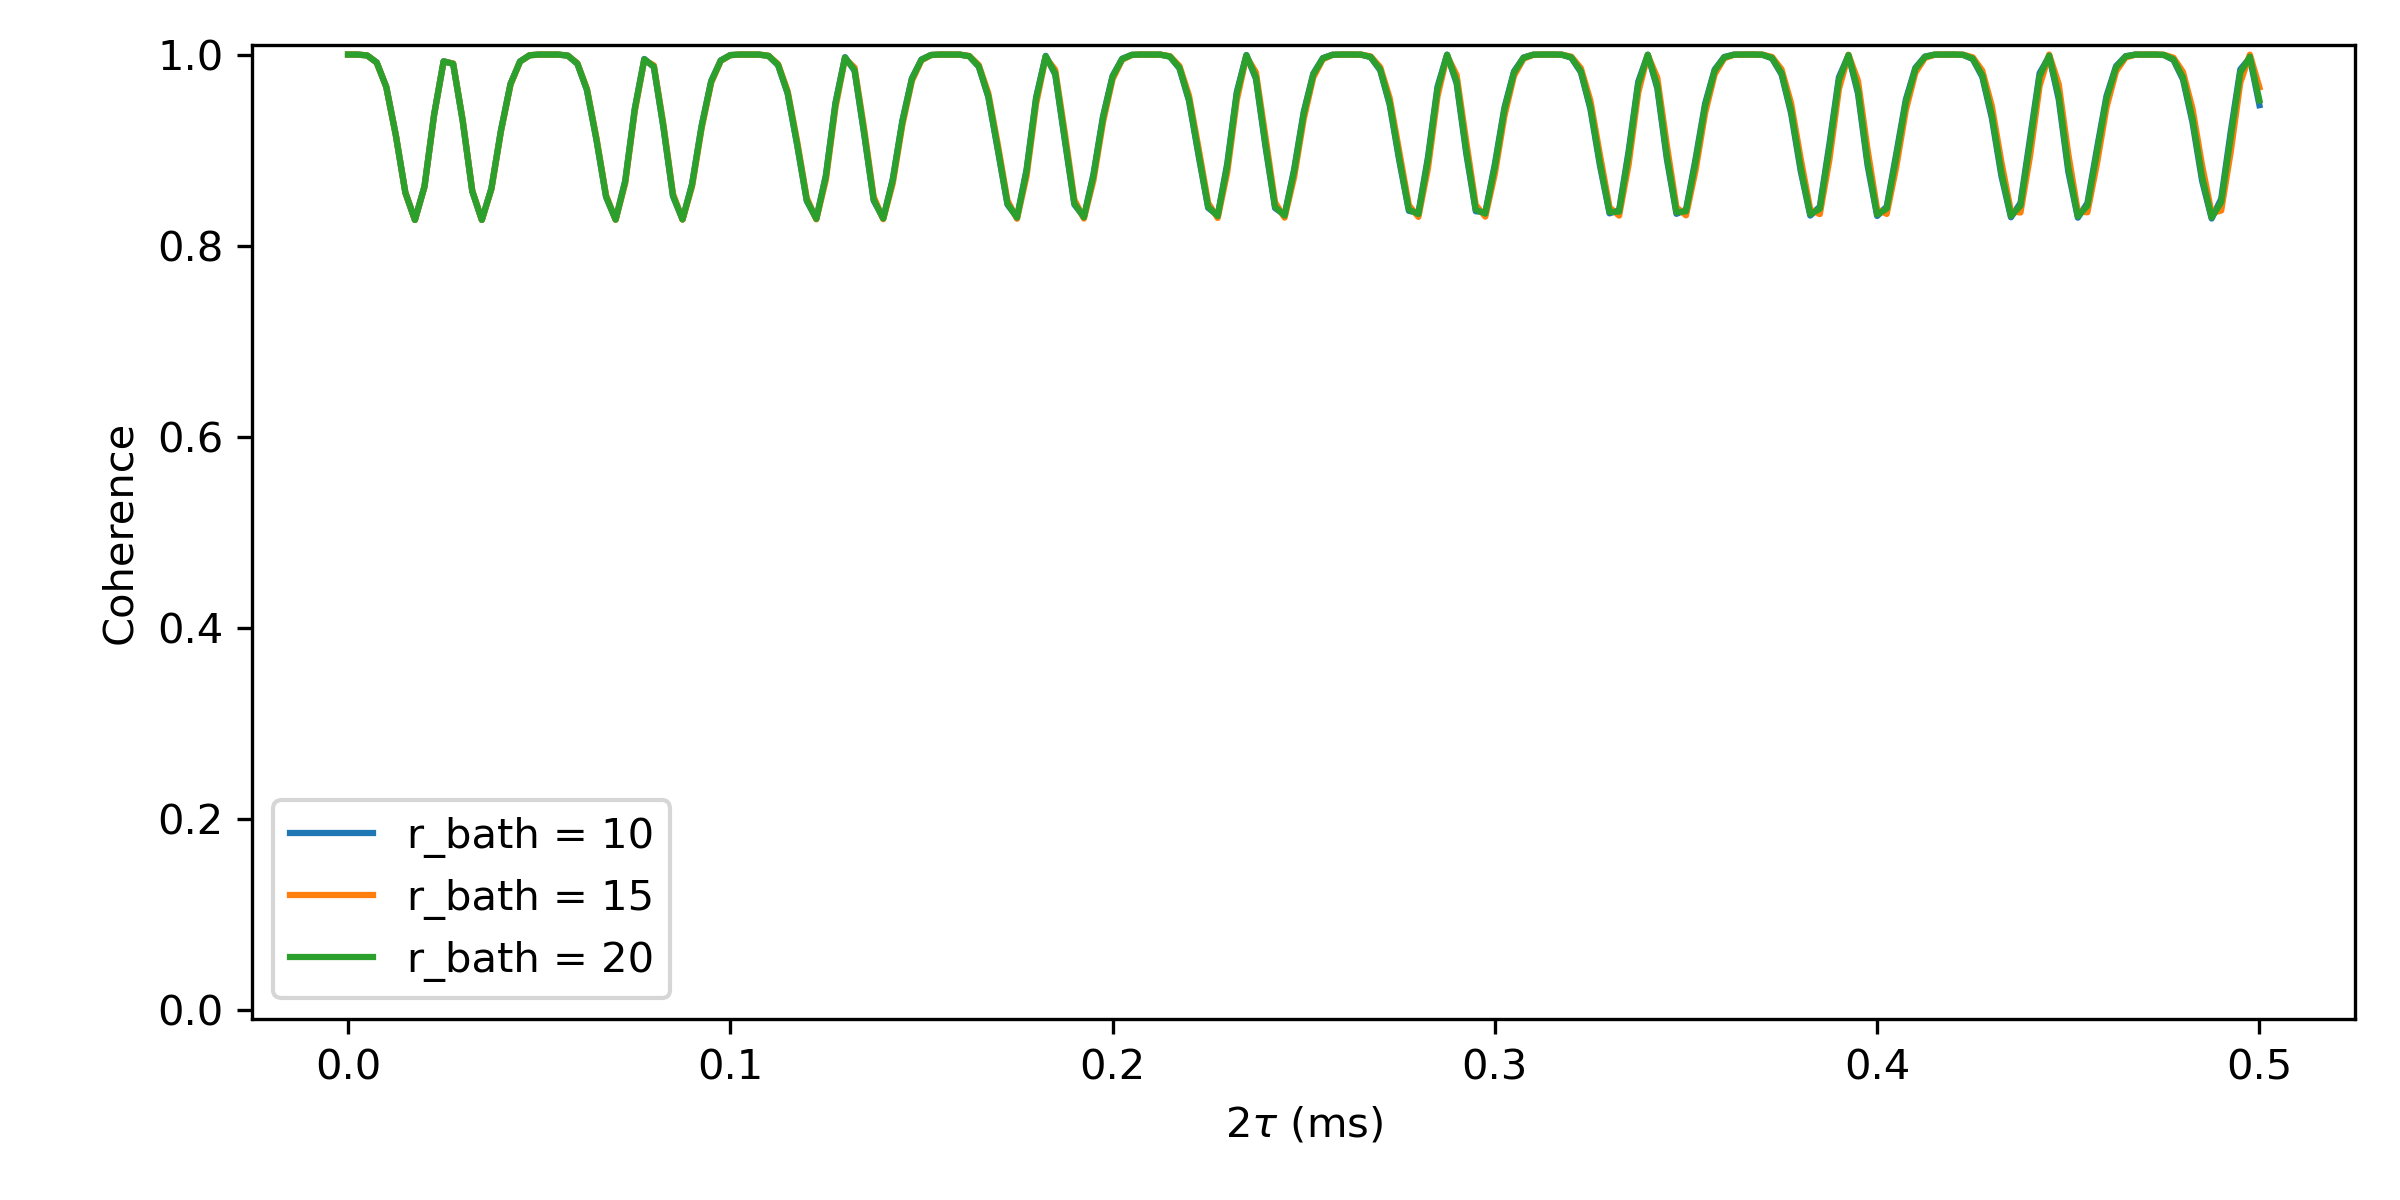 1.0
0.8
0.6
0.4
0.2
0.0
Coherence
r_bath = 10
r_bath = 15
r_bath = 20
0.0 0.1 0.2 0.3 0.4 0.5
2τ (ms)